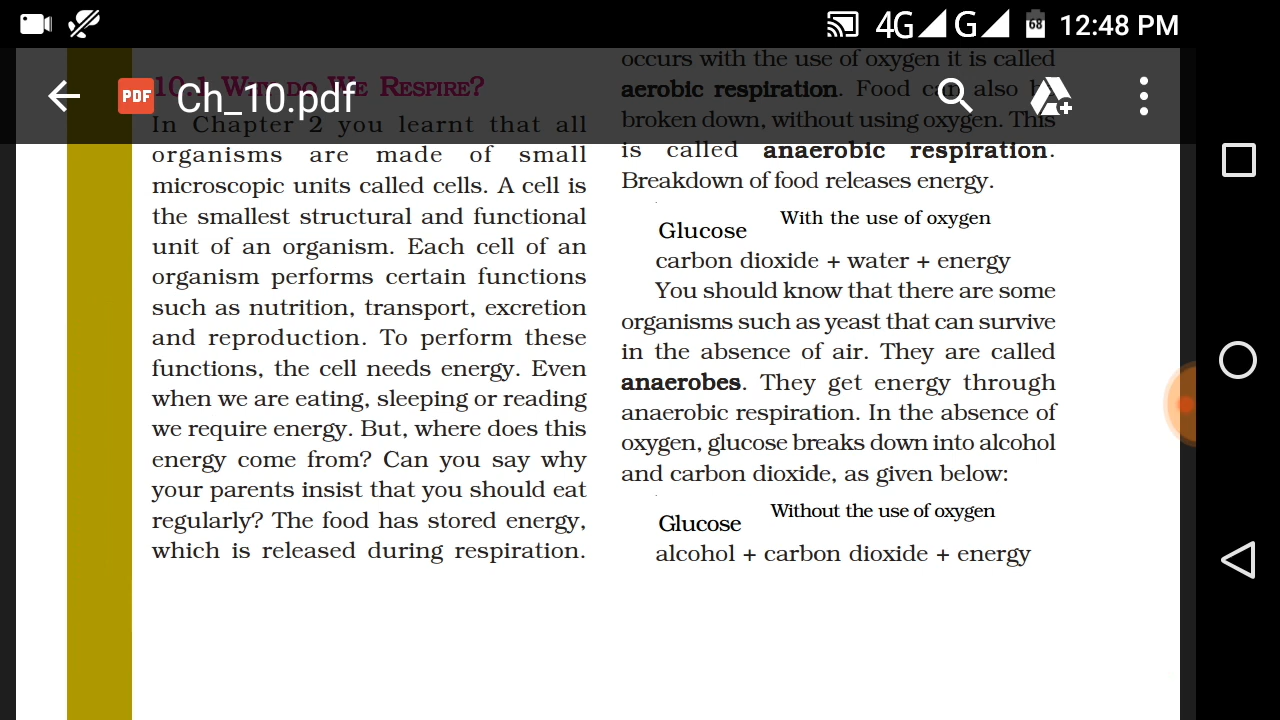 4G G 68 12:48 PM
PDF Ch_10.pdf
10.1 WHY DO WE RESPIRE?
In Chapter 2 you learnt that all
organisms are made of small
microscopic units called cells. A cell is
the smallest structural and functional
unit of an organism. Each cell of an
organism performs certain functions
such as nutrition, transport, excretion
and reproduction. To perform these
functions, the cell needs energy. Even
when we are eating, sleeping or reading
we require energy. But, where does this
energy come from? Can you say why
your parents insist that you should eat
regularly? The food has stored energy,
which is released during respiration.
occurs with the use of oxygen it is called
aerobic respiration. Food can also be
broken down, without using oxygen. This
is called anaerobic respiration.
Breakdown of food releases energy.
Glucose With the use of oxygen
carbon dioxide + water + energy
You should know that there are some
organisms such as yeast that can survive
in the absence of air. They are called
anaerobes. They get energy through
anaerobic respiration. In the absence of
oxygen, glucose breaks down into alcohol
and carbon dioxide, as given below:
Glucose Without the use of oxygen
alcohol + carbon dioxide + energy